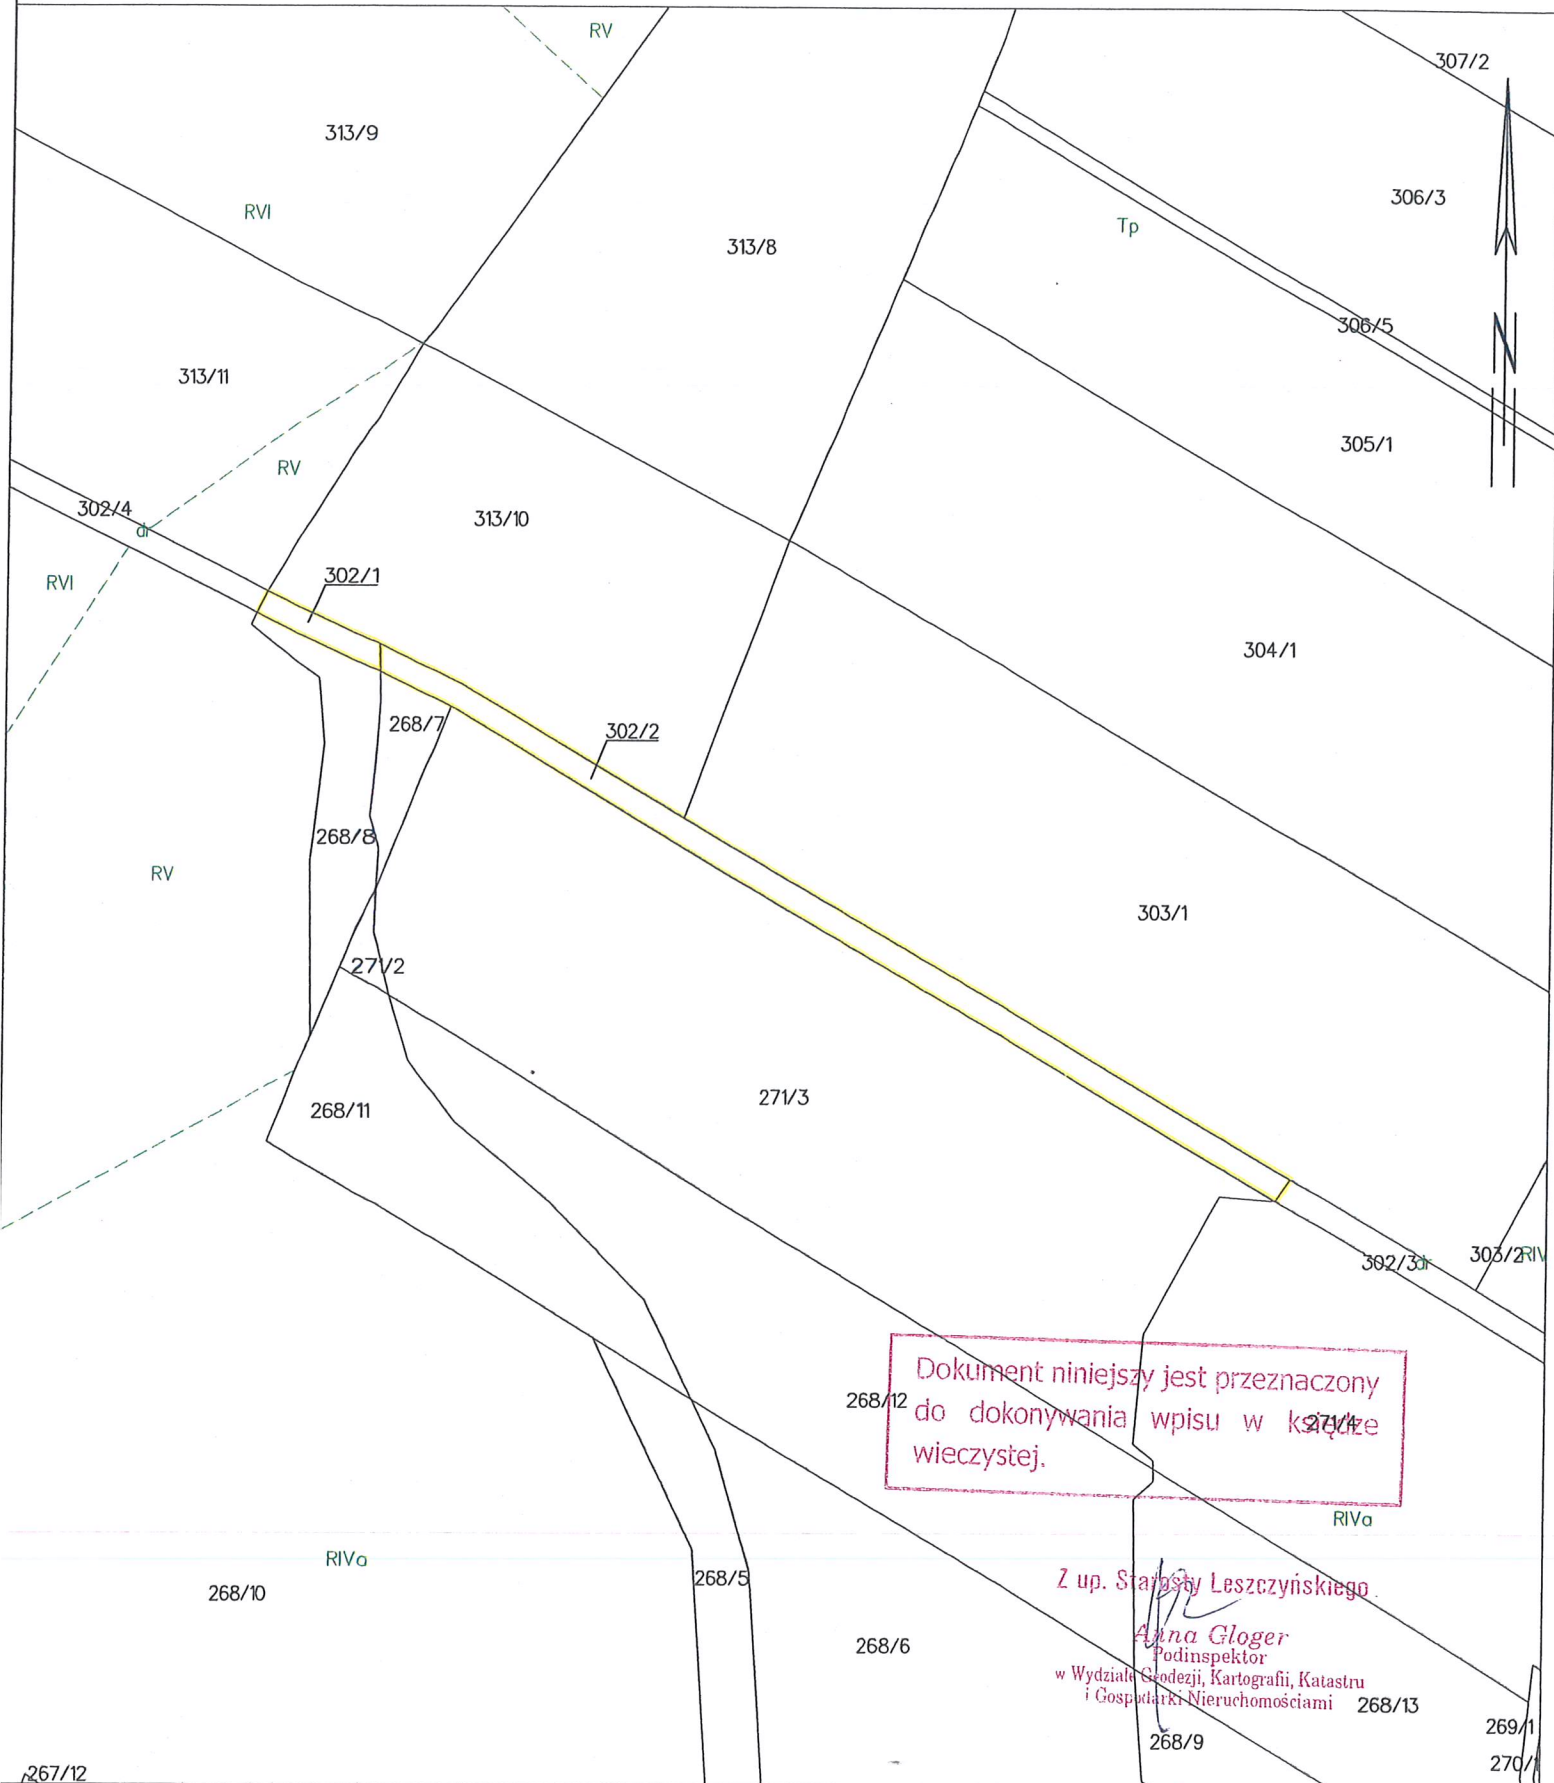 RV
307/2
313/9
306/3
RVI
Tp
313/8
306/5
N
313/11
305/1
RV
302/4
dr
313/10
302/1
RVI
304/1
268/7
302/2
268/8
RV
303/1
271/2
271/3
268/11
302/3
dr
303/2
RIV
Dokument niniejszy jest przeznaczony
do dokonywania wpisu w księdze
wieczystej.
268/12
271/4
RIVa
RIVa
268/10
268/5
Z up. Starosty Leszczyńskiego
Anna Gloger
Podinspektor
w Wydziale Geodezji, Kartografii, Katastru
i Gospodarki Nieruchomościami
268/6
268/13
268/9
269/1
270/1
267/12